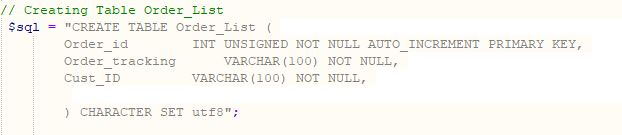 // Creating Table Order_List
$sql = "CREATE TABLE Order_List (
Order_id INT UNSIGNED NOT NULL AUTO_INCREMENT PRIMARY KEY,
Order_tracking VARCHAR(100) NOT NULL,
Cust_ID VARCHAR(100) NOT NULL,
) CHARACTER SET utf8";